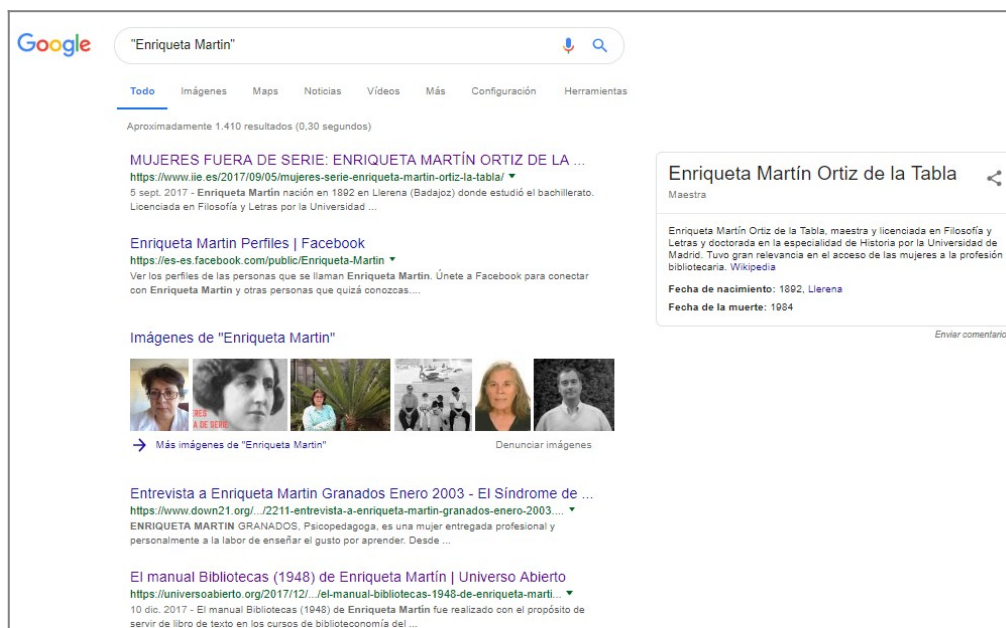 Google
"Enriqueta Martin"
Todo Imágenes Maps Noticias Vídeos Más Configuración Herramientas
Aproximadamente 1.410 resultados (0,30 segundos)
MUJERES FUERA DE SERIE: ENRIQUETA MARTÍN ORTIZ DE LA ...
https://www.iie.es/2017/09/05/mujeres-serie-enriqueta-martin-ortiz-la-tabla/
5 sept. 2017 - Enriqueta Martín nación en 1892 en Llerena (Badajoz) donde estudió el bachillerato.
Licenciada en Filosofía y Letras por la Universidad ...
Enriqueta Martin Perfiles | Facebook
https://es-es.facebook.com/public/Enriqueta-Martin
Ver los perfiles de las personas que se llaman Enriqueta Martin. Únete a Facebook para conectar
con Enriqueta Martin y otras personas que quizá conozcas....
Imágenes de "Enriqueta Martin"
RES
A DE SERIE
Más imágenes de "Enriqueta Martin"
Denunciar imágenes
Entrevista a Enriqueta Martin Granados Enero 2003 - El Síndrome de ...
https://www.down21.org/.../2211-entrevista-a-enriqueta-martin-granados-enero-2003....
ENRIQUETA MARTIN GRANADOS, Psicopedagoga, es una mujer entregada profesional y
personalmente a la labor de enseñar el gusto por aprender. Desde ...
El manual Bibliotecas (1948) de Enriqueta Martín | Universo Abierto
https://universoabierto.org/2017/12/.../el-manual-bibliotecas-1948-de-enriqueta-marti...
10 dic. 2017 - El manual Bibliotecas (1948) de Enriqueta Martín fue realizado con el propósito de
servir de libro de texto en los cursos de biblioteconomía del ...
Enriqueta Martín Ortiz de la Tabla
Maestra
Enriqueta Martín Ortiz de la Tabla, maestra y licenciada en Filosofía y
Letras y doctorada en la especialidad de Historia por la Universidad de
Madrid. Tuvo gran relevancia en el acceso de las mujeres a la profesión
bibliotecaria. Wikipedia
Fecha de nacimiento: 1892, Llerena
Fecha de la muerte: 1984
Enviar comentario